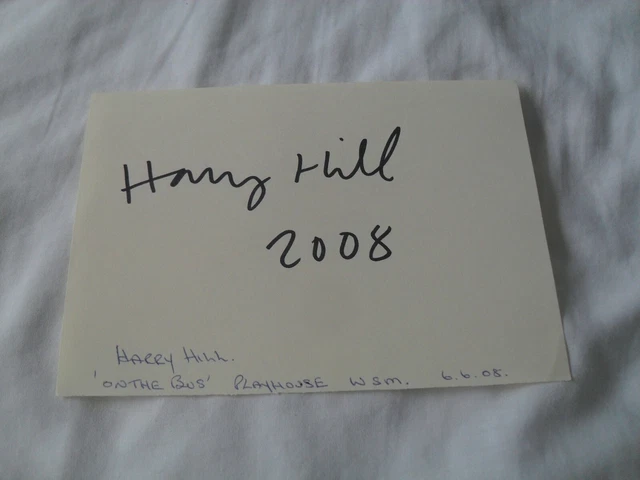 Harry Hill
2008
HARRY HILL.
'ON THE BUS' PLAYHOUSE WSM. 6.6.08.